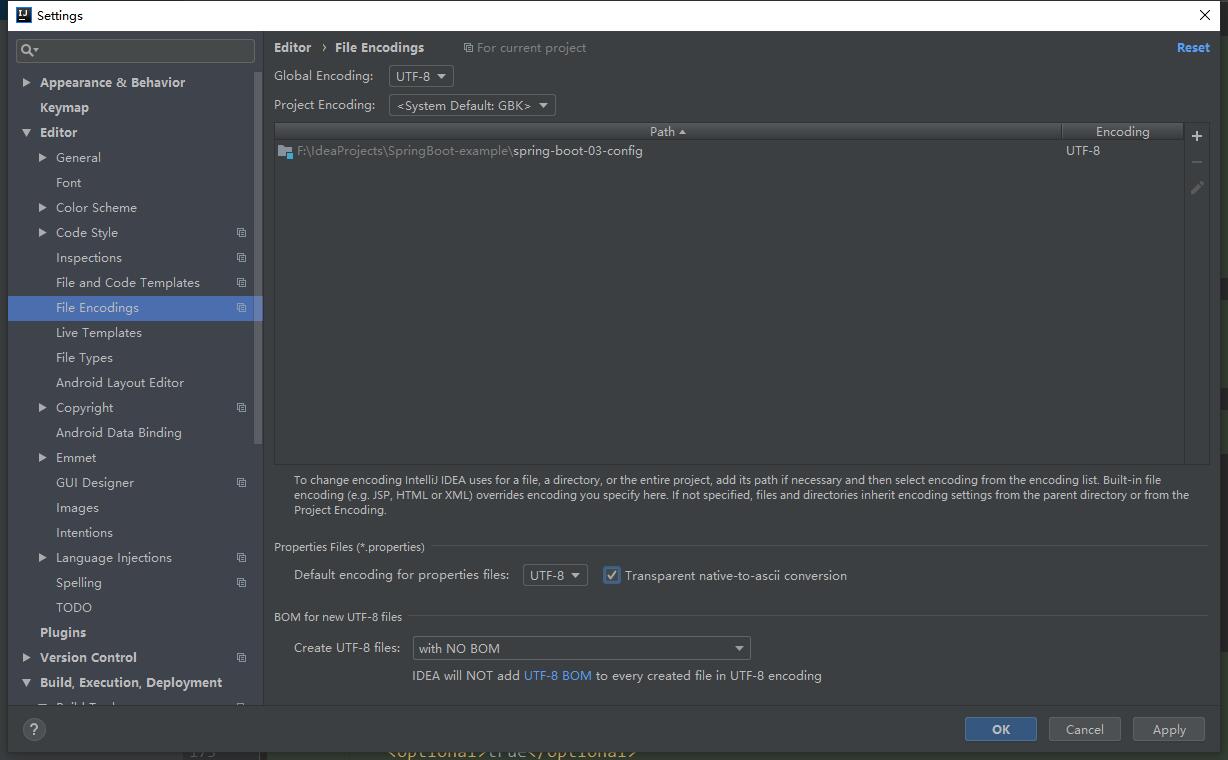 Settings
Appearance & Behavior
Keymap
Editor
General
Font
Color Scheme
Code Style
Inspections
File and Code Templates
File Encodings
Live Templates
File Types
Android Layout Editor
Copyright
Android Data Binding
Emmet
GUI Designer
Images
Intentions
Language Injections
Spelling
TODO
Plugins
Version Control
Build, Execution, Deployment
Editor › File Encodings For current project Reset
Global Encoding: UTF-8
Project Encoding: <System Default: GBK>
Path Encoding
F:\IdeaProjects\SpringBoot-example\spring-boot-03-config UTF-8
To change encoding IntelliJ IDEA uses for a file, a directory, or the entire project, add its path if necessary and then select encoding from the encoding list. Built-in file
encoding (e.g. JSP, HTML or XML) overrides encoding you specify here. If not specified, files and directories inherit encoding settings from the parent directory or from the
Project Encoding.
Properties Files (*.properties)
Default encoding for properties files: UTF-8 Transparent native-to-ascii conversion
BOM for new UTF-8 files
Create UTF-8 files: with NO BOM
IDEA will NOT add UTF-8 BOM to every created file in UTF-8 encoding
? OK Cancel Apply
<optional>true</optional>